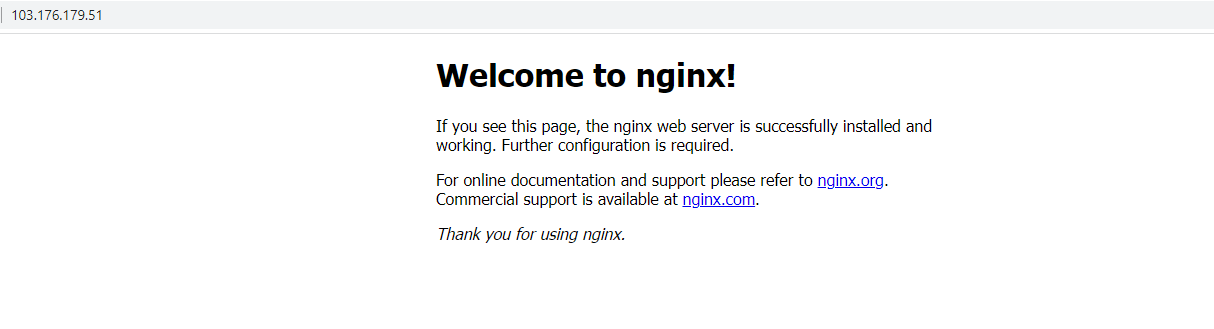 103.176.179.51
Welcome to nginx!
If you see this page, the nginx web server is successfully installed and
working. Further configuration is required.
For online documentation and support please refer to nginx.org.
Commercial support is available at nginx.com.
Thank you for using nginx.